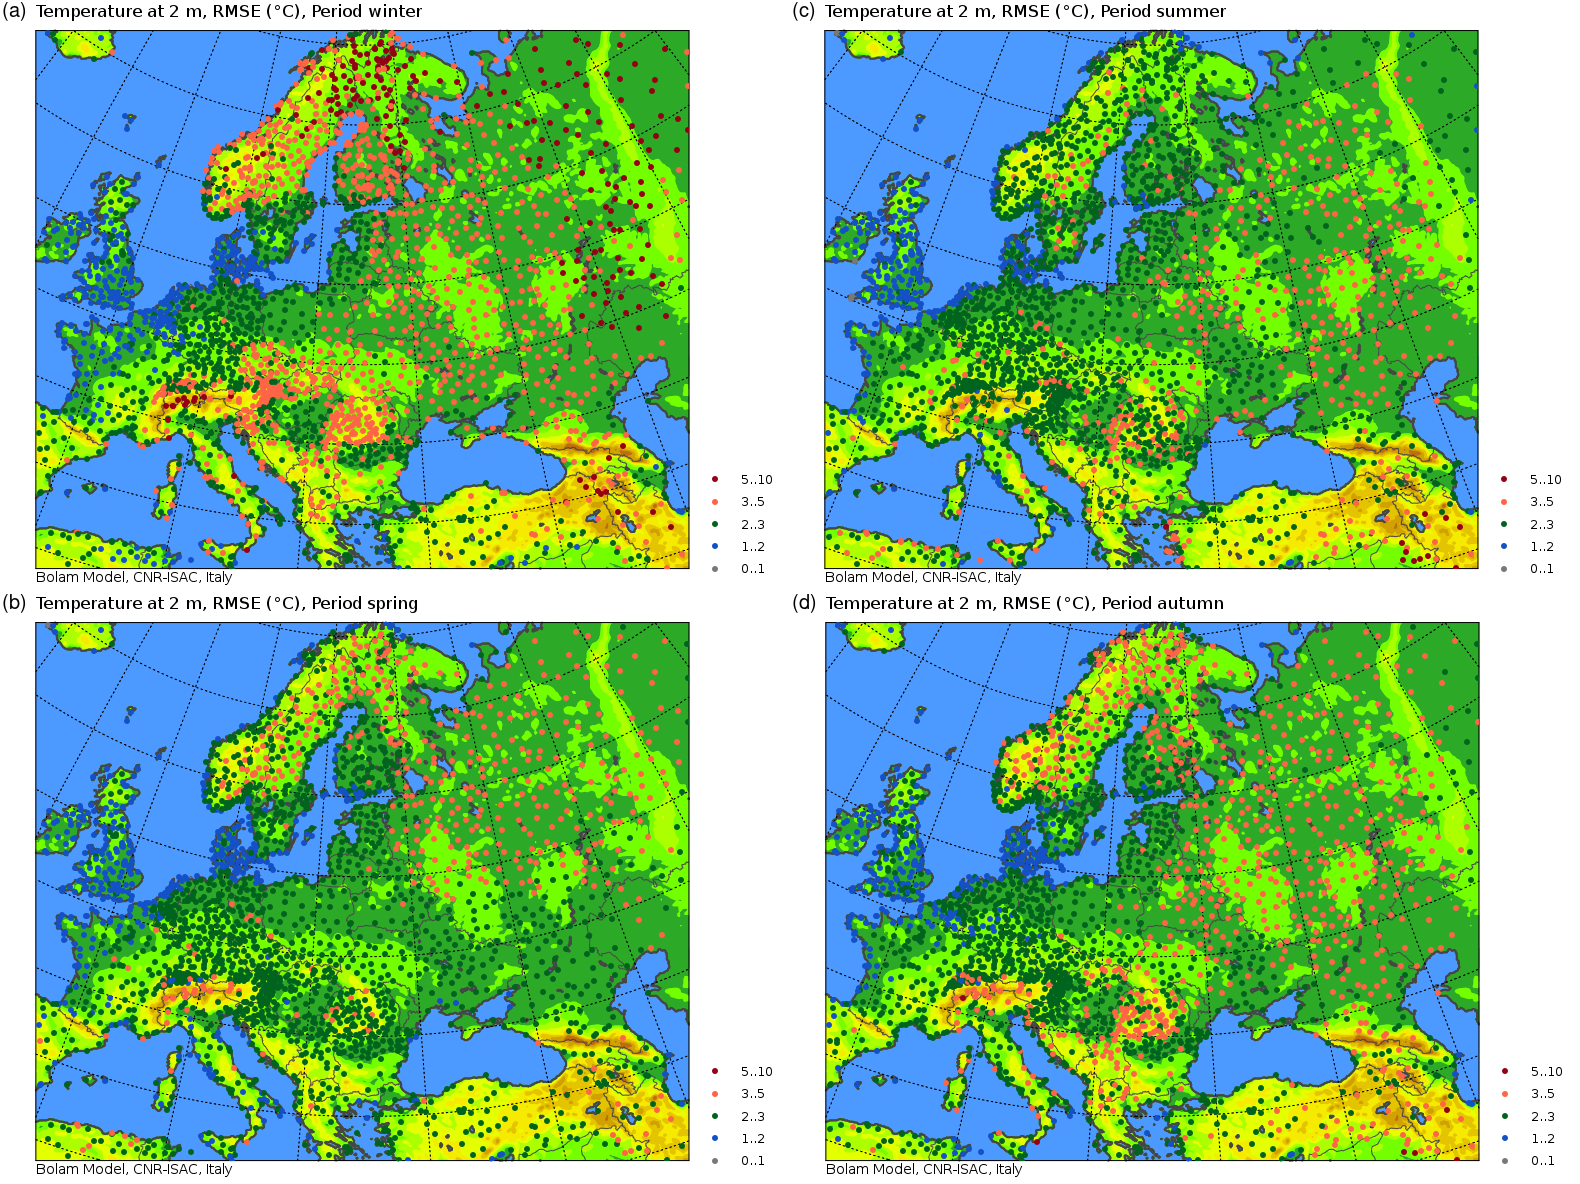 (a) Temperature at 2 m, RMSE (°C), Period winter
5..10
3..5
2..3
1..2
0..1
Bolam Model, CNR-ISAC, Italy
(c) Temperature at 2 m, RMSE (°C), Period summer
5..10
3..5
2..3
1..2
0..1
Bolam Model, CNR-ISAC, Italy
(b) Temperature at 2 m, RMSE (°C), Period spring
5..10
3..5
2..3
1..2
0..1
Bolam Model, CNR-ISAC, Italy
(d) Temperature at 2 m, RMSE (°C), Period autumn
5..10
3..5
2..3
1..2
0..1
Bolam Model, CNR-ISAC, Italy